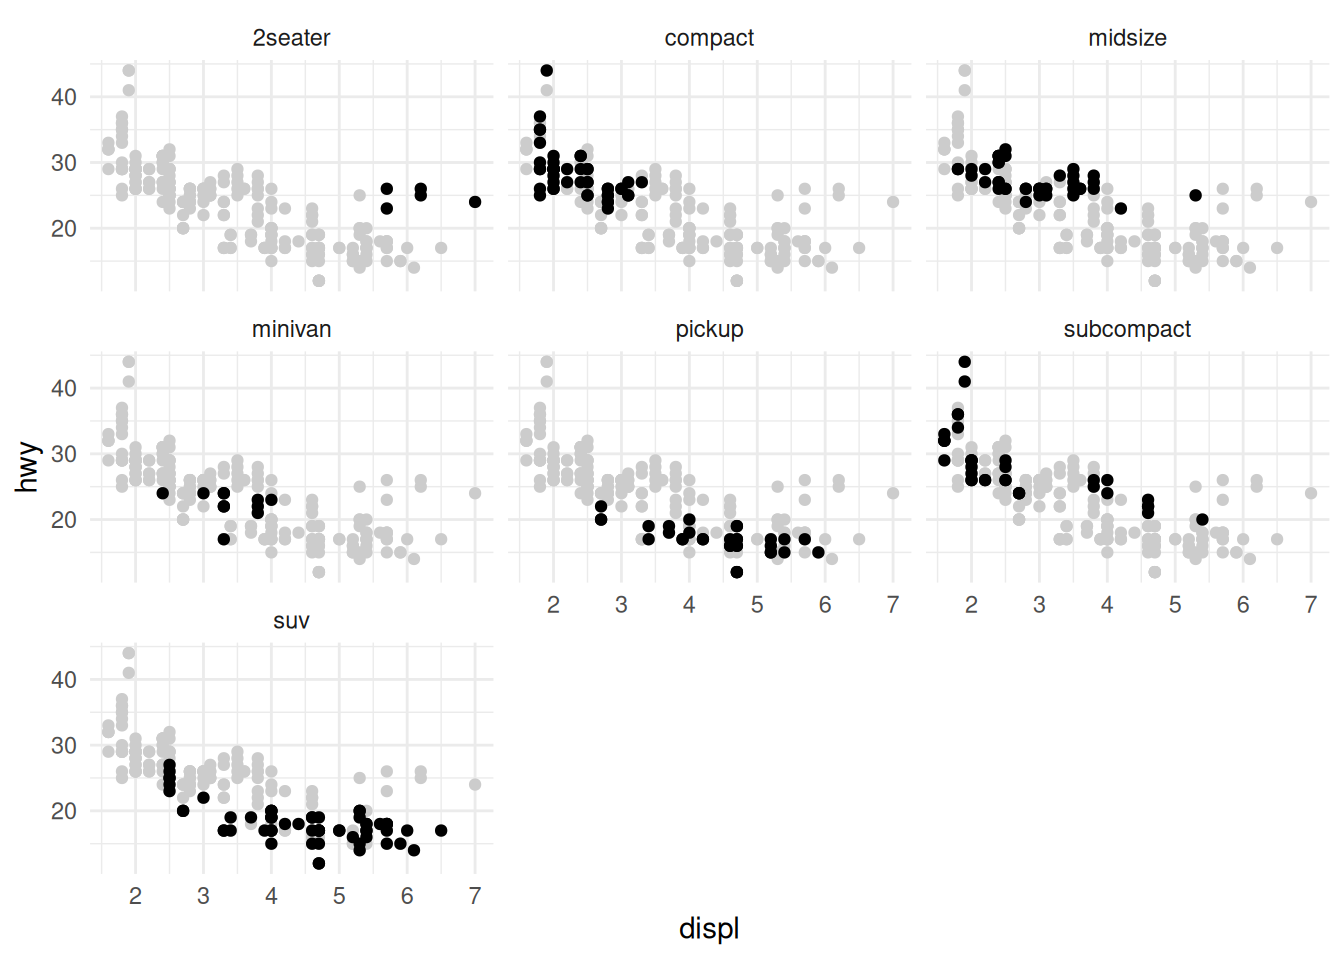 2seater compact midsize
40
30
20
minivan pickup subcompact
40
30
20
2 3 4 5 6 7 2 3 4 5 6 7
suv
40
30
20
2 3 4 5 6 7
hwy
displ